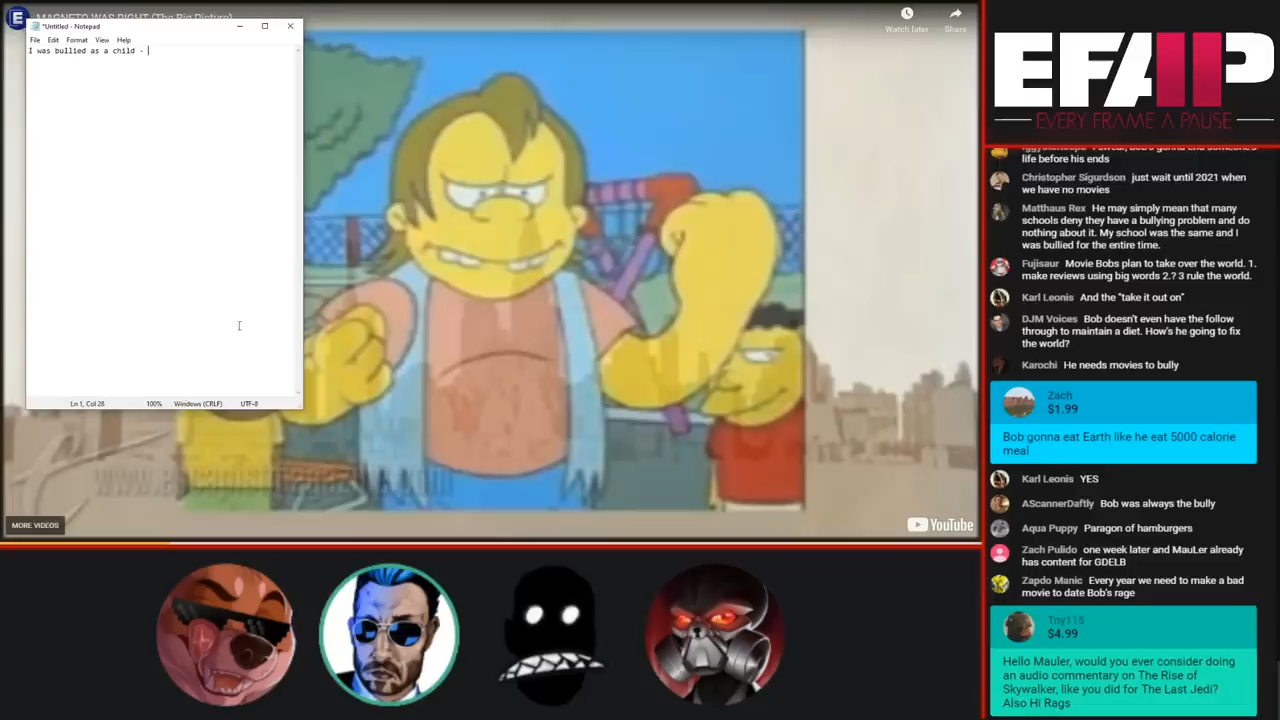 MAGNETO WAS RIGHT (The Big Picture)
*Untitled - Notepad
File Edit Format View Help
I was bullied as a child -
Ln 1, Col 28 100% Windows (CRLF) UTF-8
Watch later
Share
MORE VIDEOS
YouTube
EFAP
EVERY FRAME A PAUSE
life before his ends
Christopher Sigurdson just wait until 2021 when
we have no movies
Matthaus Rex He may simply mean that many
schools deny they have a bullying problem and do
nothing about it. My school was the same and I
was bullied for the entire time.
Fujisaur Movie Bobs plan to take over the world. 1.
make reviews using big words 2.? 3 rule the world.
Karl Leonis And the "take it out on"
DJM Voices Bob doesn't even have the follow
through to maintain a diet. How's he going to fix
the world?
Karochi He needs movies to bully
Zach
$1.99
Bob gonna eat Earth like he eat 5000 calorie
meal
Karl Leonis YES
AScannerDaftly Bob was always the bully
Aqua Puppy Paragon of hamburgers
Zach Pulido one week later and MauLer already
has content for GDELB
Zapdo Manic Every year we need to make a bad
movie to date Bob's rage
Tny115
$4.99
Hello Mauler, would you ever consider doing
an audio commentary on The Rise of
Skywalker, like you did for The Last Jedi?
Also Hi Rags